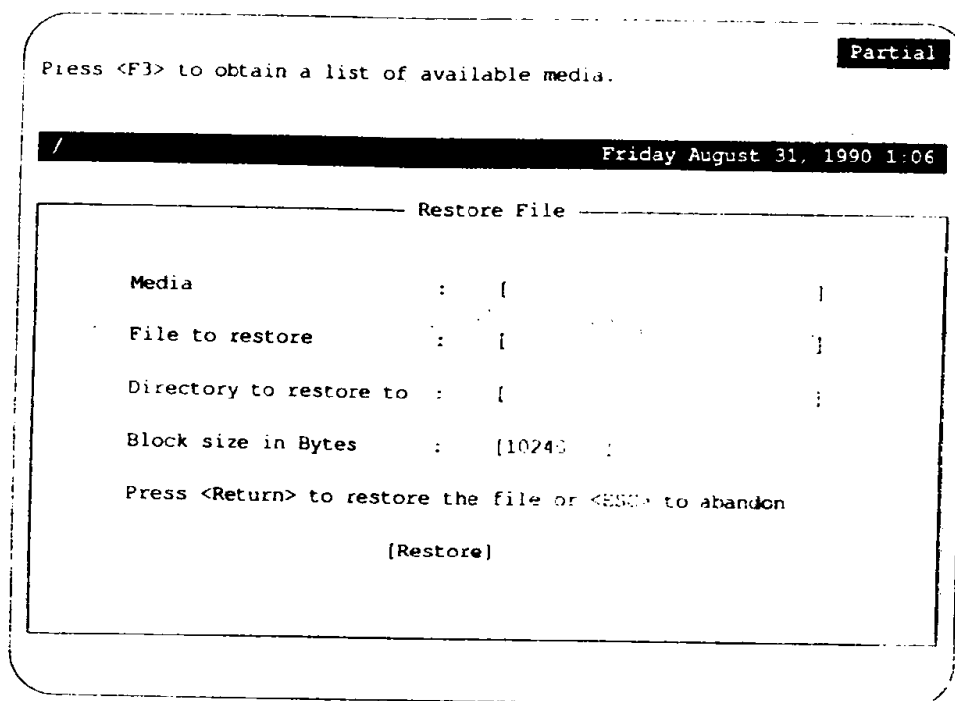 Partial
Press <F3> to obtain a list of available media.
/ Friday August 31, 1990 1:06
Restore File
Media : [ ]
File to restore : [ ]
Directory to restore to : [ ]
Block size in Bytes : [ ]
Press <Return> to restore the file or <ESC> to abandon
[Restore]